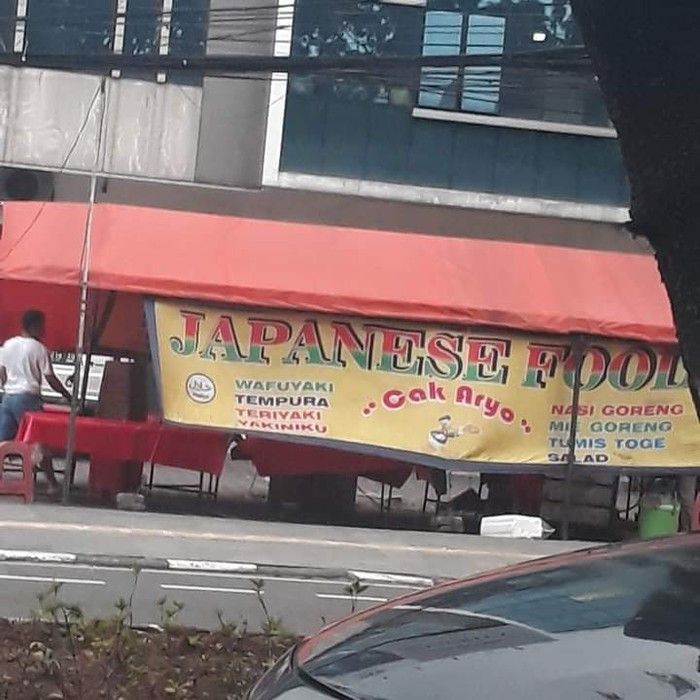 JAPANESE FOOD
WAFUYAKI
TEMPURA
TERIYAKI
YAKINIKU
"Cak Aryo"
NASI GORENG
MIE GORENG
TUMIS TOGE
SALAD